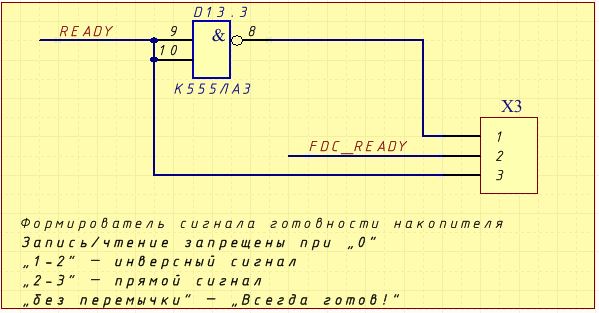 D13.3
READY
9
8
&
10
К555ЛА3
X3
1
FDC_READY
2
3
Формирователь сигнала готовности накопителя
Запись/чтение запрещены при „0“
„1-2“ — инверсный сигнал
„2-3“ — прямой сигнал
„без перемычки“ — „Всегда готов!“